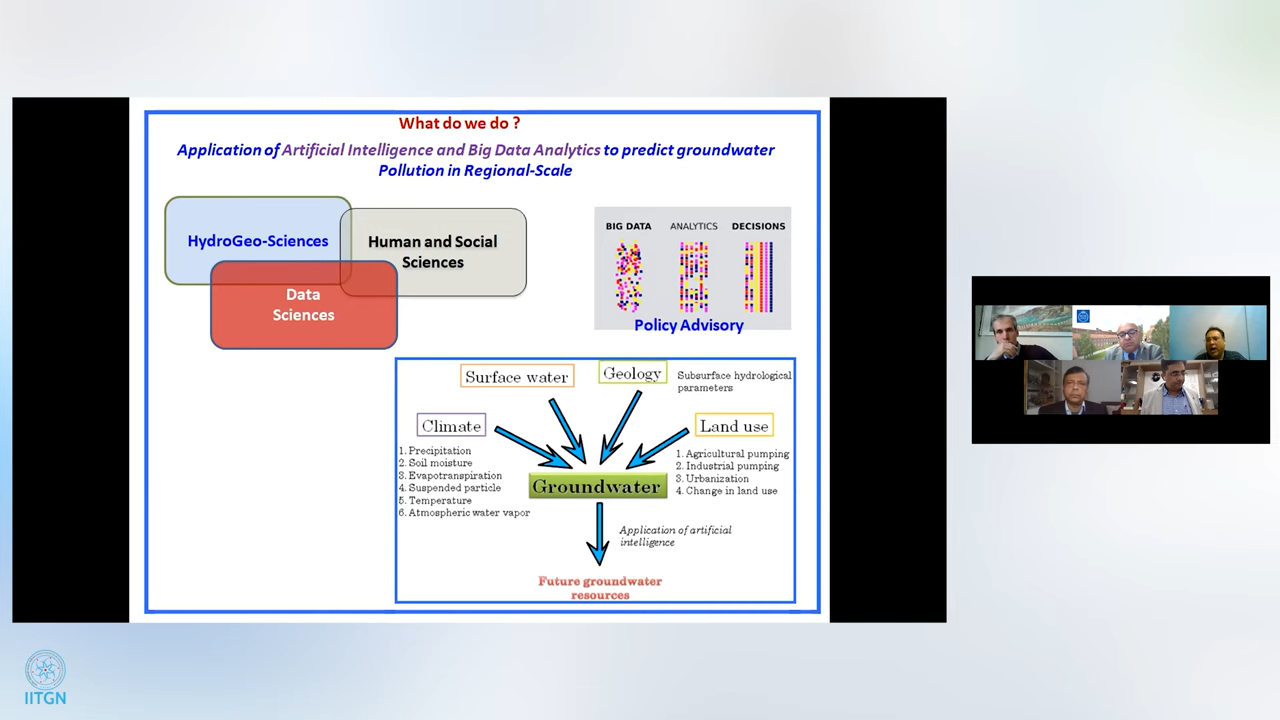 What do we do ?
Application of Artificial Intelligence and Big Data Analytics to predict groundwater
Pollution in Regional-Scale
HydroGeo-Sciences
Human and Social
Sciences
Data
Sciences
BIG DATA ANALYTICS DECISIONS
Policy Advisory
Surface water
Geology
Subsurface hydrological
parameters
Climate
1. Precipitation
2. Soil moisture
3. Evapotranspiration
4. Suspended particle
5. Temperature
6. Atmospheric water vapor
Land use
1. Agricultural pumping
2. Industrial pumping
3. Urbanization
4. Change in land use
Groundwater
Application of artificial
intelligence
Future groundwater
resources
IITGN